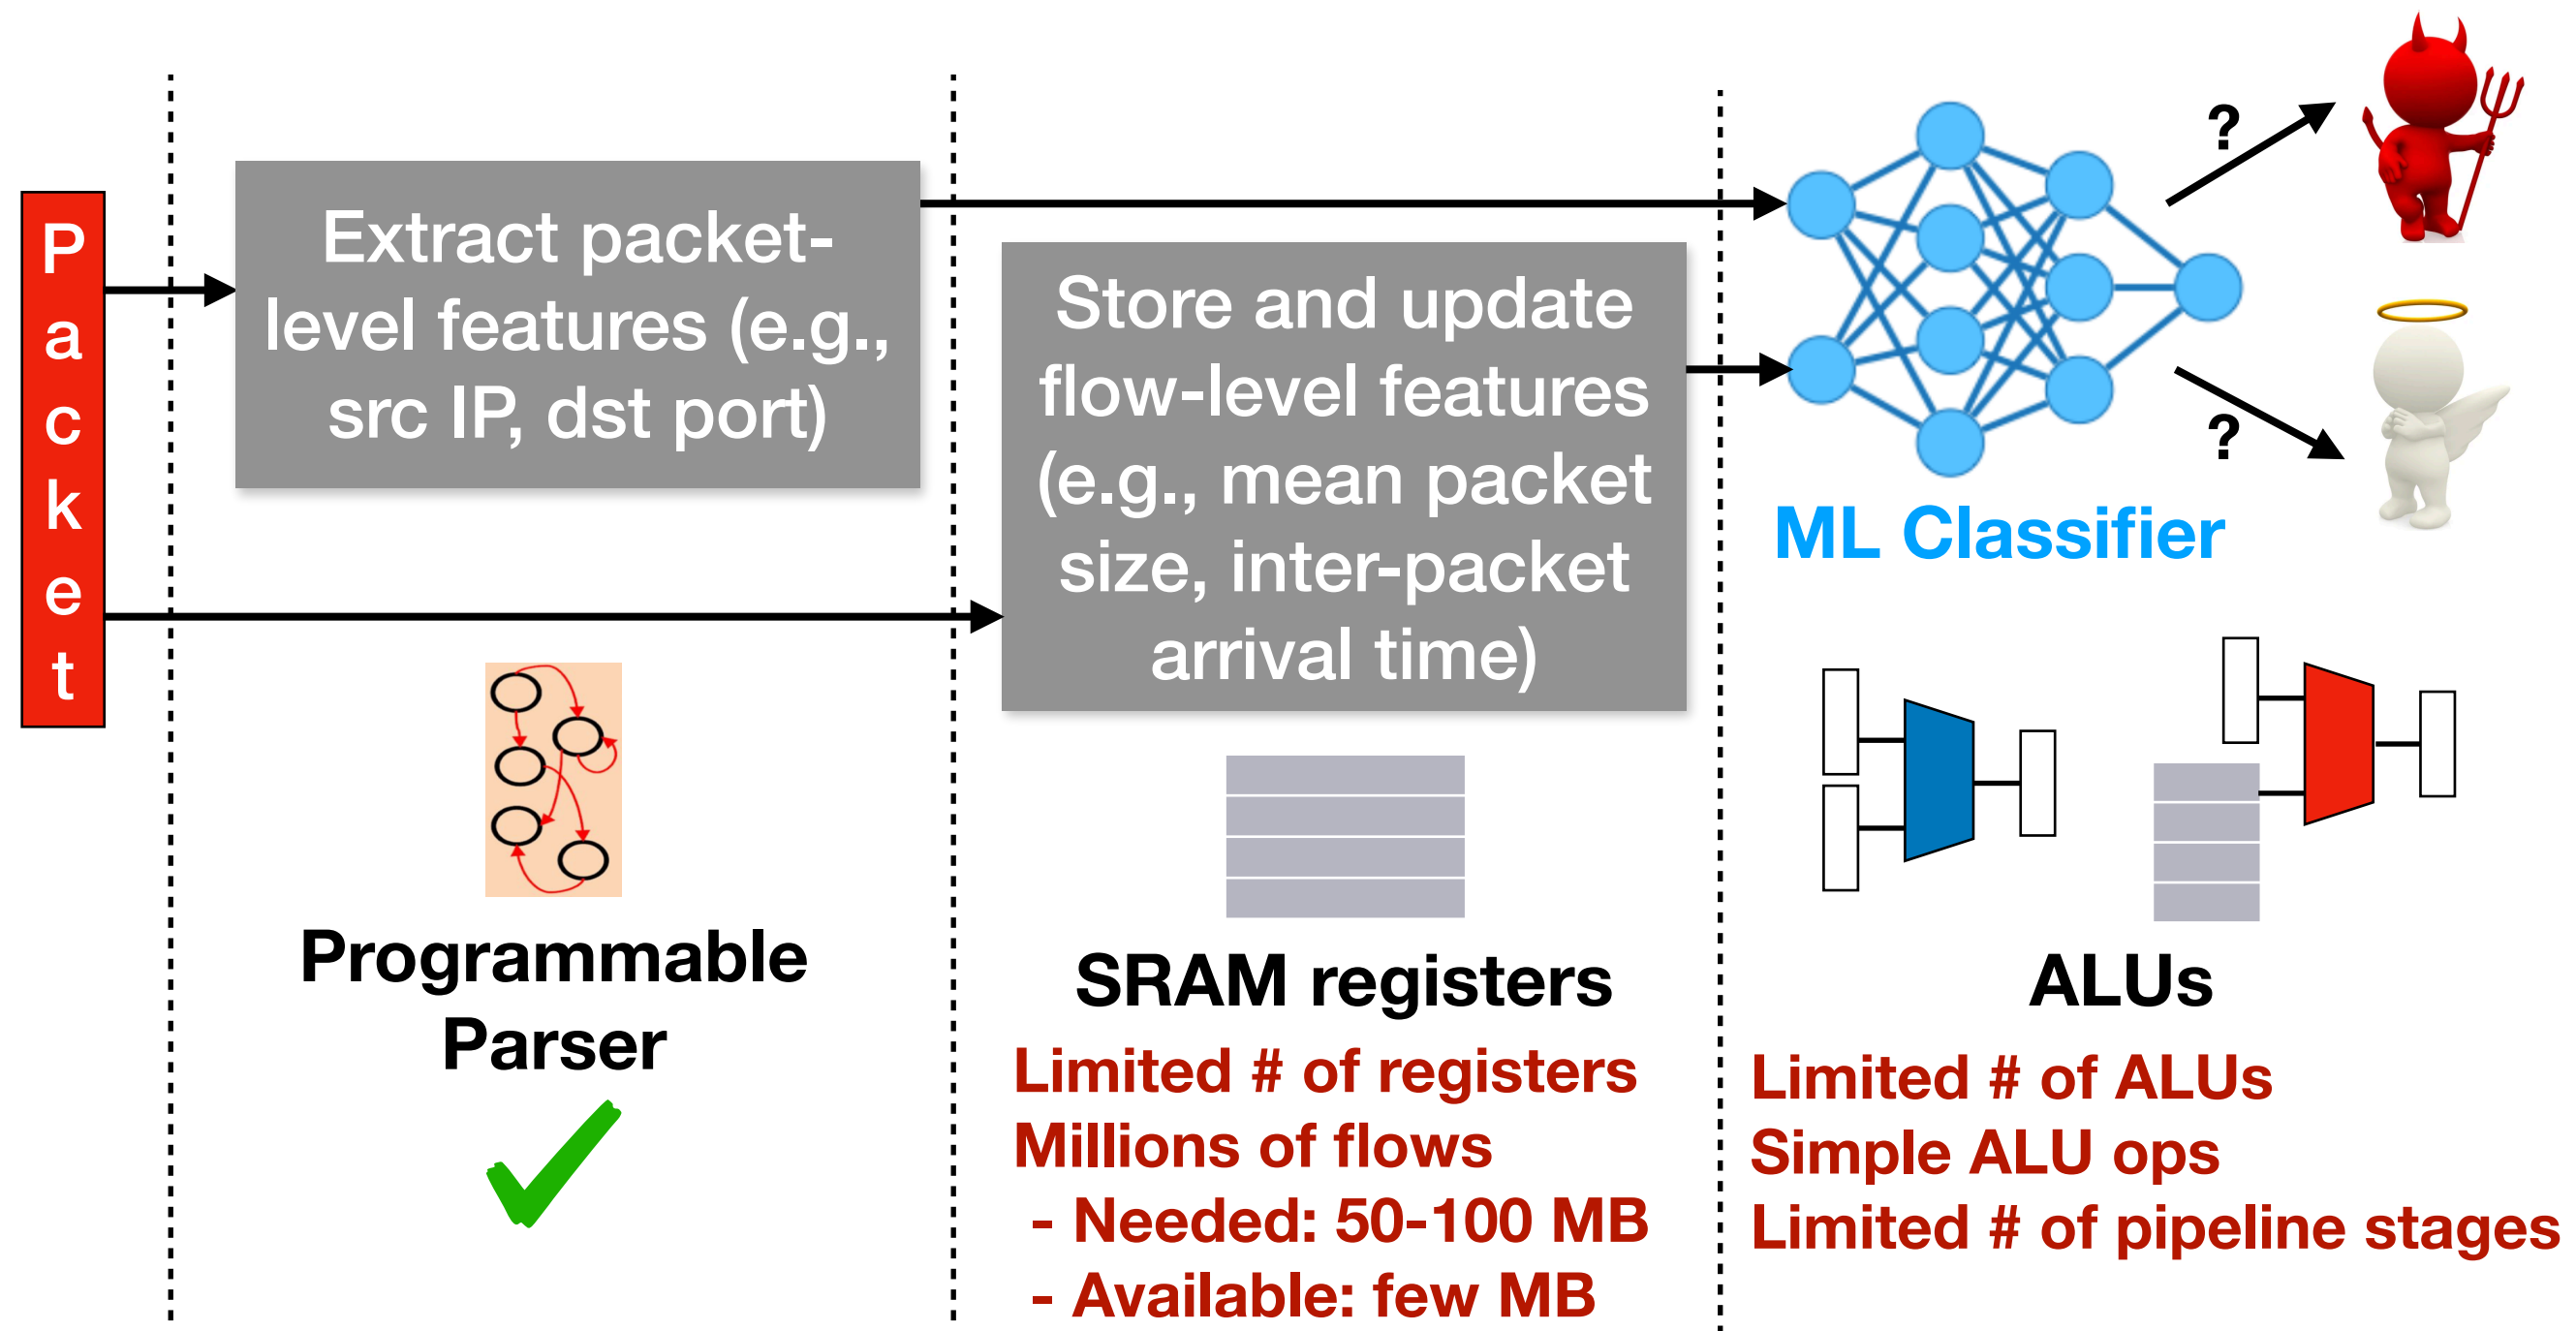 Packet
Extract packet-
level features (e.g.,
src IP, dst port)
Store and update
flow-level features
(e.g., mean packet
size, inter-packet
arrival time)
?
?
ML Classifier
Programmable
Parser
SRAM registers
Limited # of registers
Millions of flows
- Needed: 50-100 MB
- Available: few MB
ALUs
Limited # of ALUs
Simple ALU ops
Limited # of pipeline stages